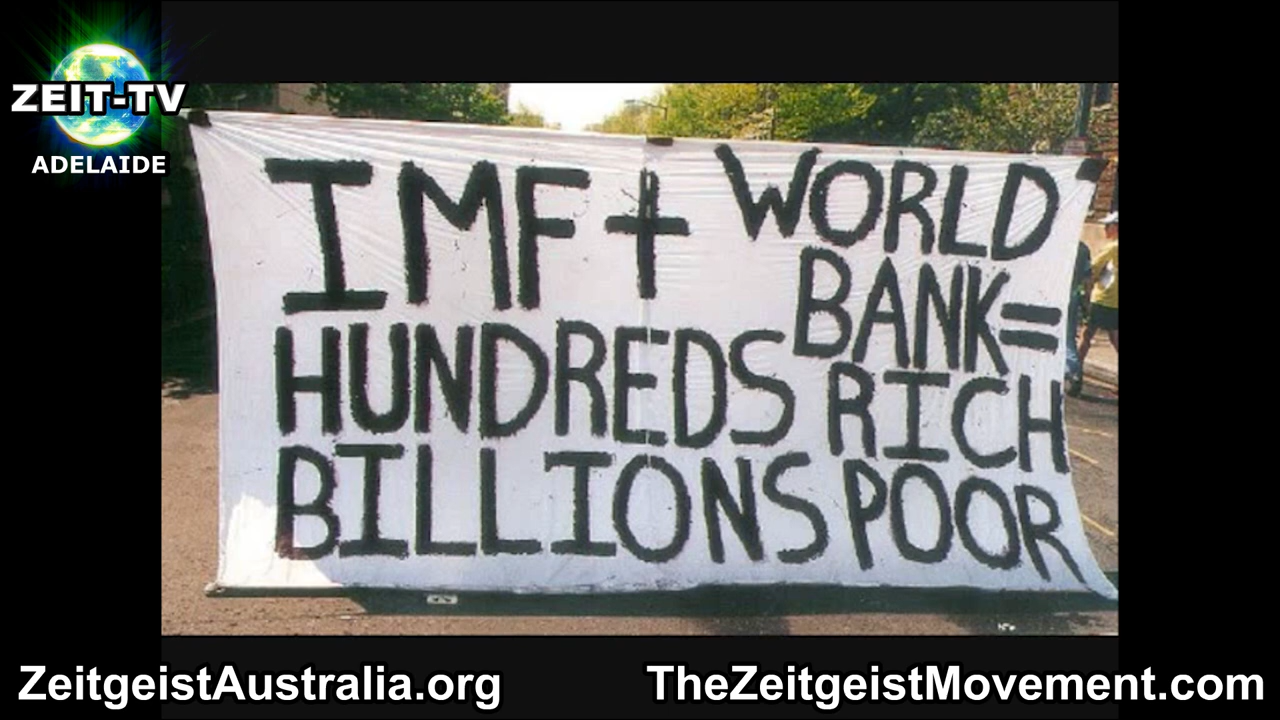 ZEIT-TV
ADELAIDE
IMF + WORLD
BANK=
HUNDREDS RICH
BILLIONS POOR
ZeitgeistAustralia.org
TheZeitgeistMovement.com